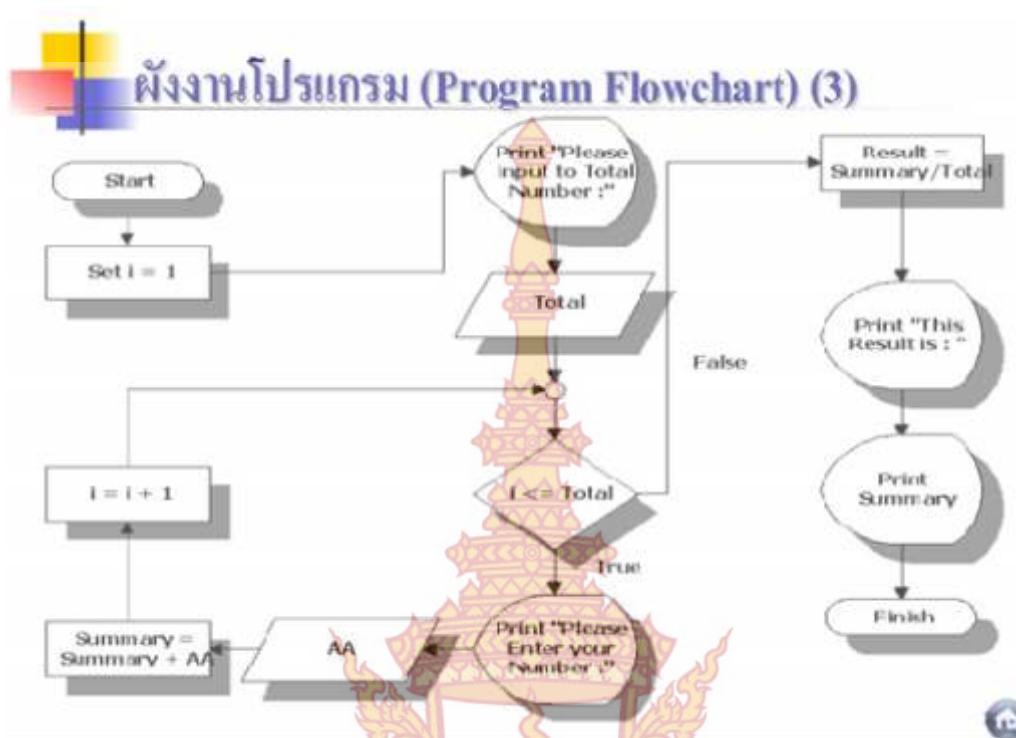 ผังงานโปรแกรม (Program Flowchart) (3)
Start
Set i = 1
Print "Please
Input to Total
Number :"
Total
i <= Total
True
Print "Please
Enter your
Number :"
AA
Summary =
Summary + AA
i = i + 1
False
Result =
Summary/Total
Print "This
Result is : "
Print
Summary
Finish